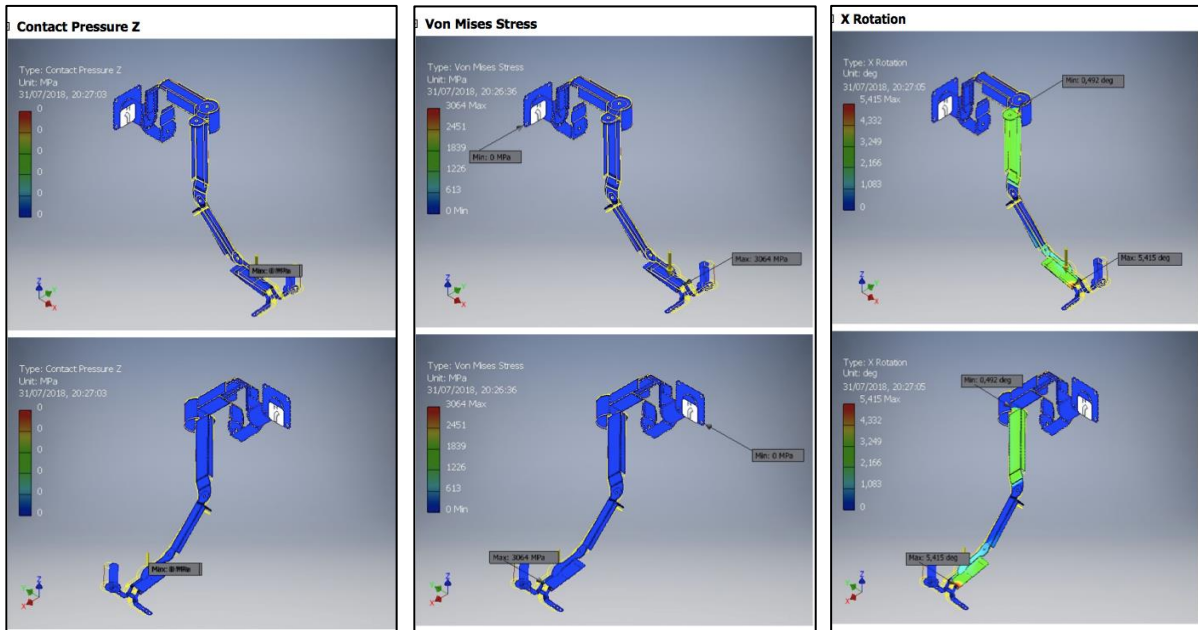 Contact Pressure Z
Type: Contact Pressure Z
Unit: MPa
31/07/2018, 20:27:03
0
0
0
0
0
0
Z
Y
X
Type: Contact Pressure Z
Unit: MPa
31/07/2018, 20:27:03
0
0
0
0
0
0
Z
Y
X
Von Mises Stress
Type: Von Mises Stress
Unit: MPa
31/07/2018, 20:26:36
3064 Max
2451
1839
1226
613
0 Min
Min: 0 MPa
Max: 3064 MPa
Z
Y
X
Type: Von Mises Stress
Unit: MPa
31/07/2018, 20:26:36
3064 Max
2451
1839
1226
613
0 Min
Min: 0 MPa
Max: 3064 MPa
Z
Y
X
X Rotation
Type: X Rotation
Unit: deg
31/07/2018, 20:27:05
5,415 Max
4,332
3,249
2,166
1,083
0
Min: 0,492 deg
Max: 5,415 deg
Z
Y
X
Type: X Rotation
Unit: deg
31/07/2018, 20:27:05
5,415 Max
4,332
3,249
2,166
1,083
0
Min: 0,492 deg
Max: 5,415 deg
Z
Y
X